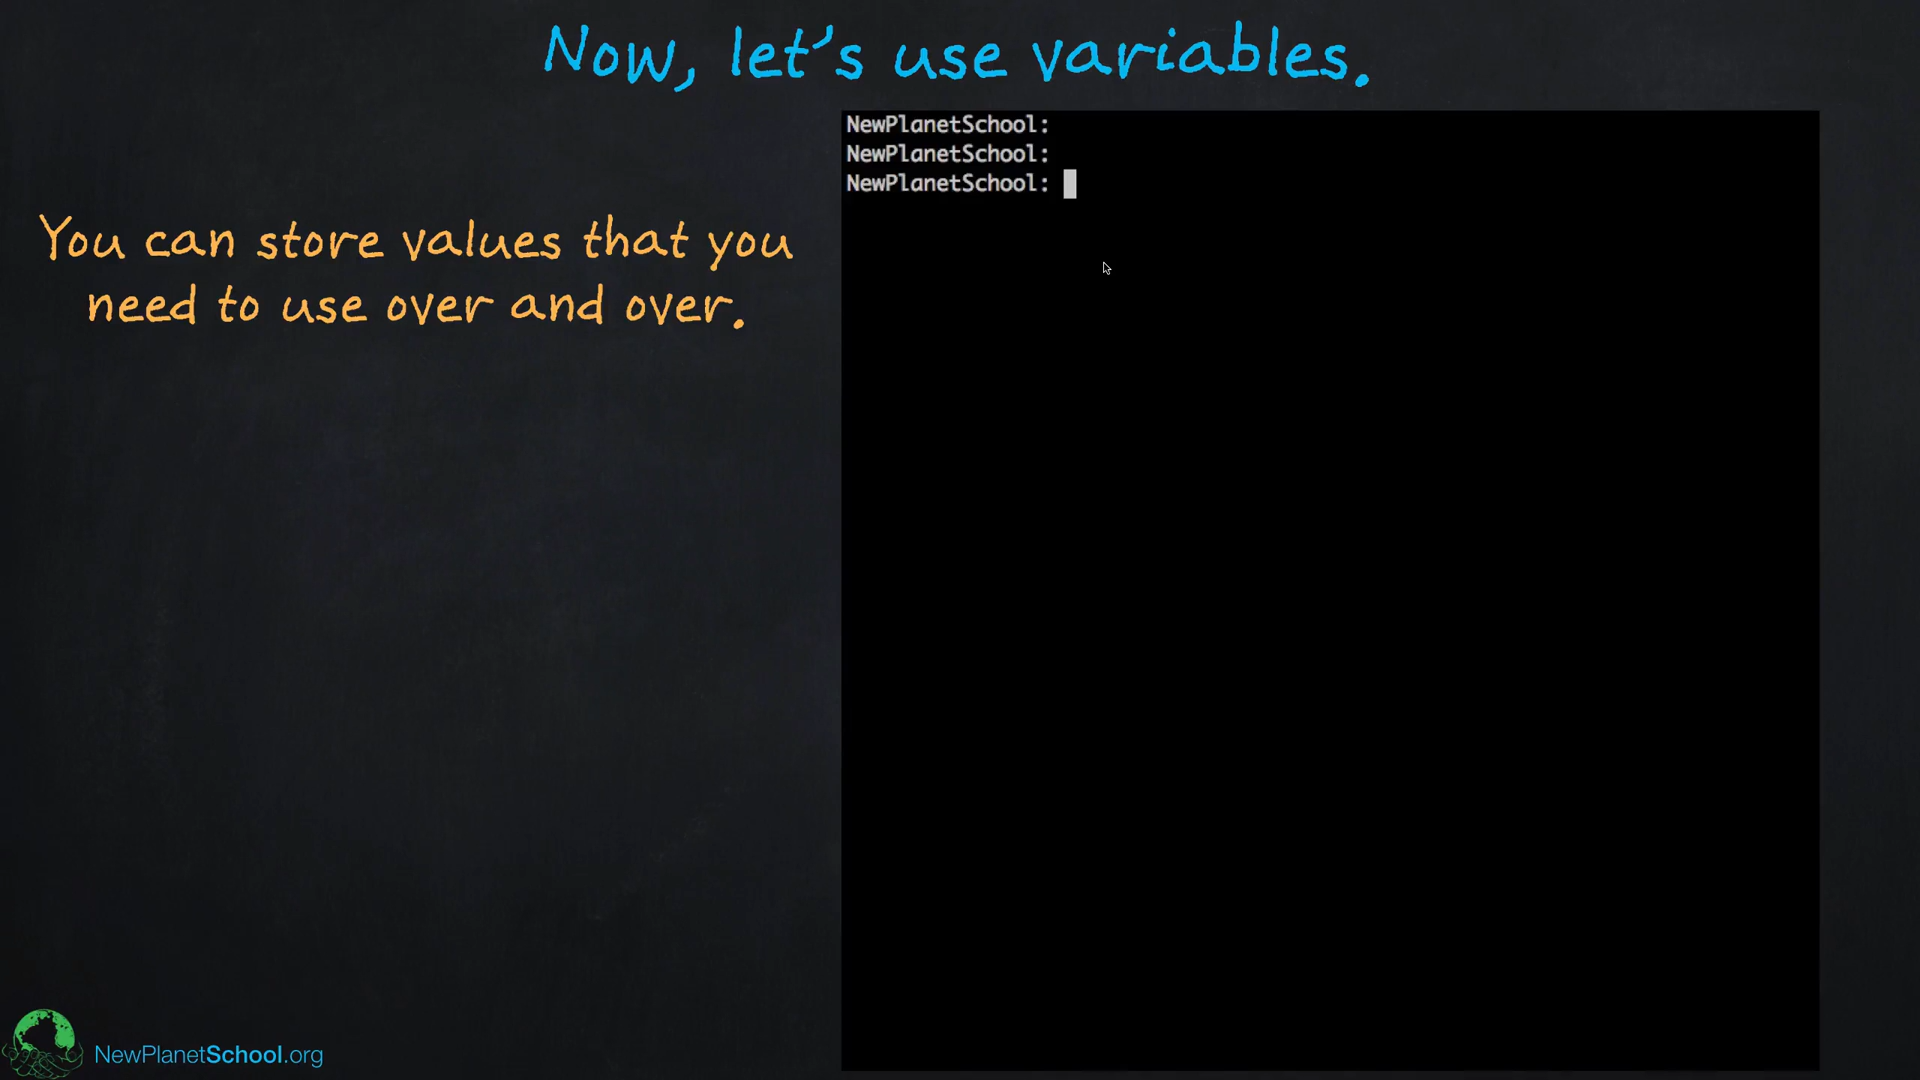 Now, let's use variables.
You can store values that you
need to use over and over.
NewPlanetSchool:
NewPlanetSchool:
NewPlanetSchool:
NewPlanetSchool.org